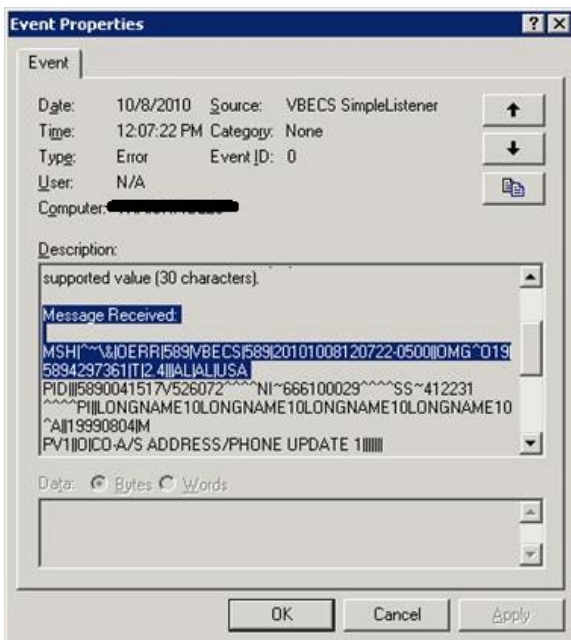 Event Properties
Event
Date: 10/8/2010 Source: VBECS SimpleListener
Time: 12:07:22 PM Category: None
Type: Error Event ID: 0
User: N/A
Computer:
Description:
supported value (30 characters).
Message Received:
MSH|^~\&|OERR|589|VBECS|589|20101008120722-0500||OMG^O19|
5894297361|T|2.4|||AL|AL|USA
PID|||5890041517V526072^^^^NI~666100029^^^^SS~412231
^^^^PI||LONGNAME10LONGNAME10LONGNAME10LONGNAME10
^A||19990804|M
PV1||O|CO-A/S ADDRESS/PHONE UPDATE 1|||||||
Data: Bytes Words
OK Cancel Apply